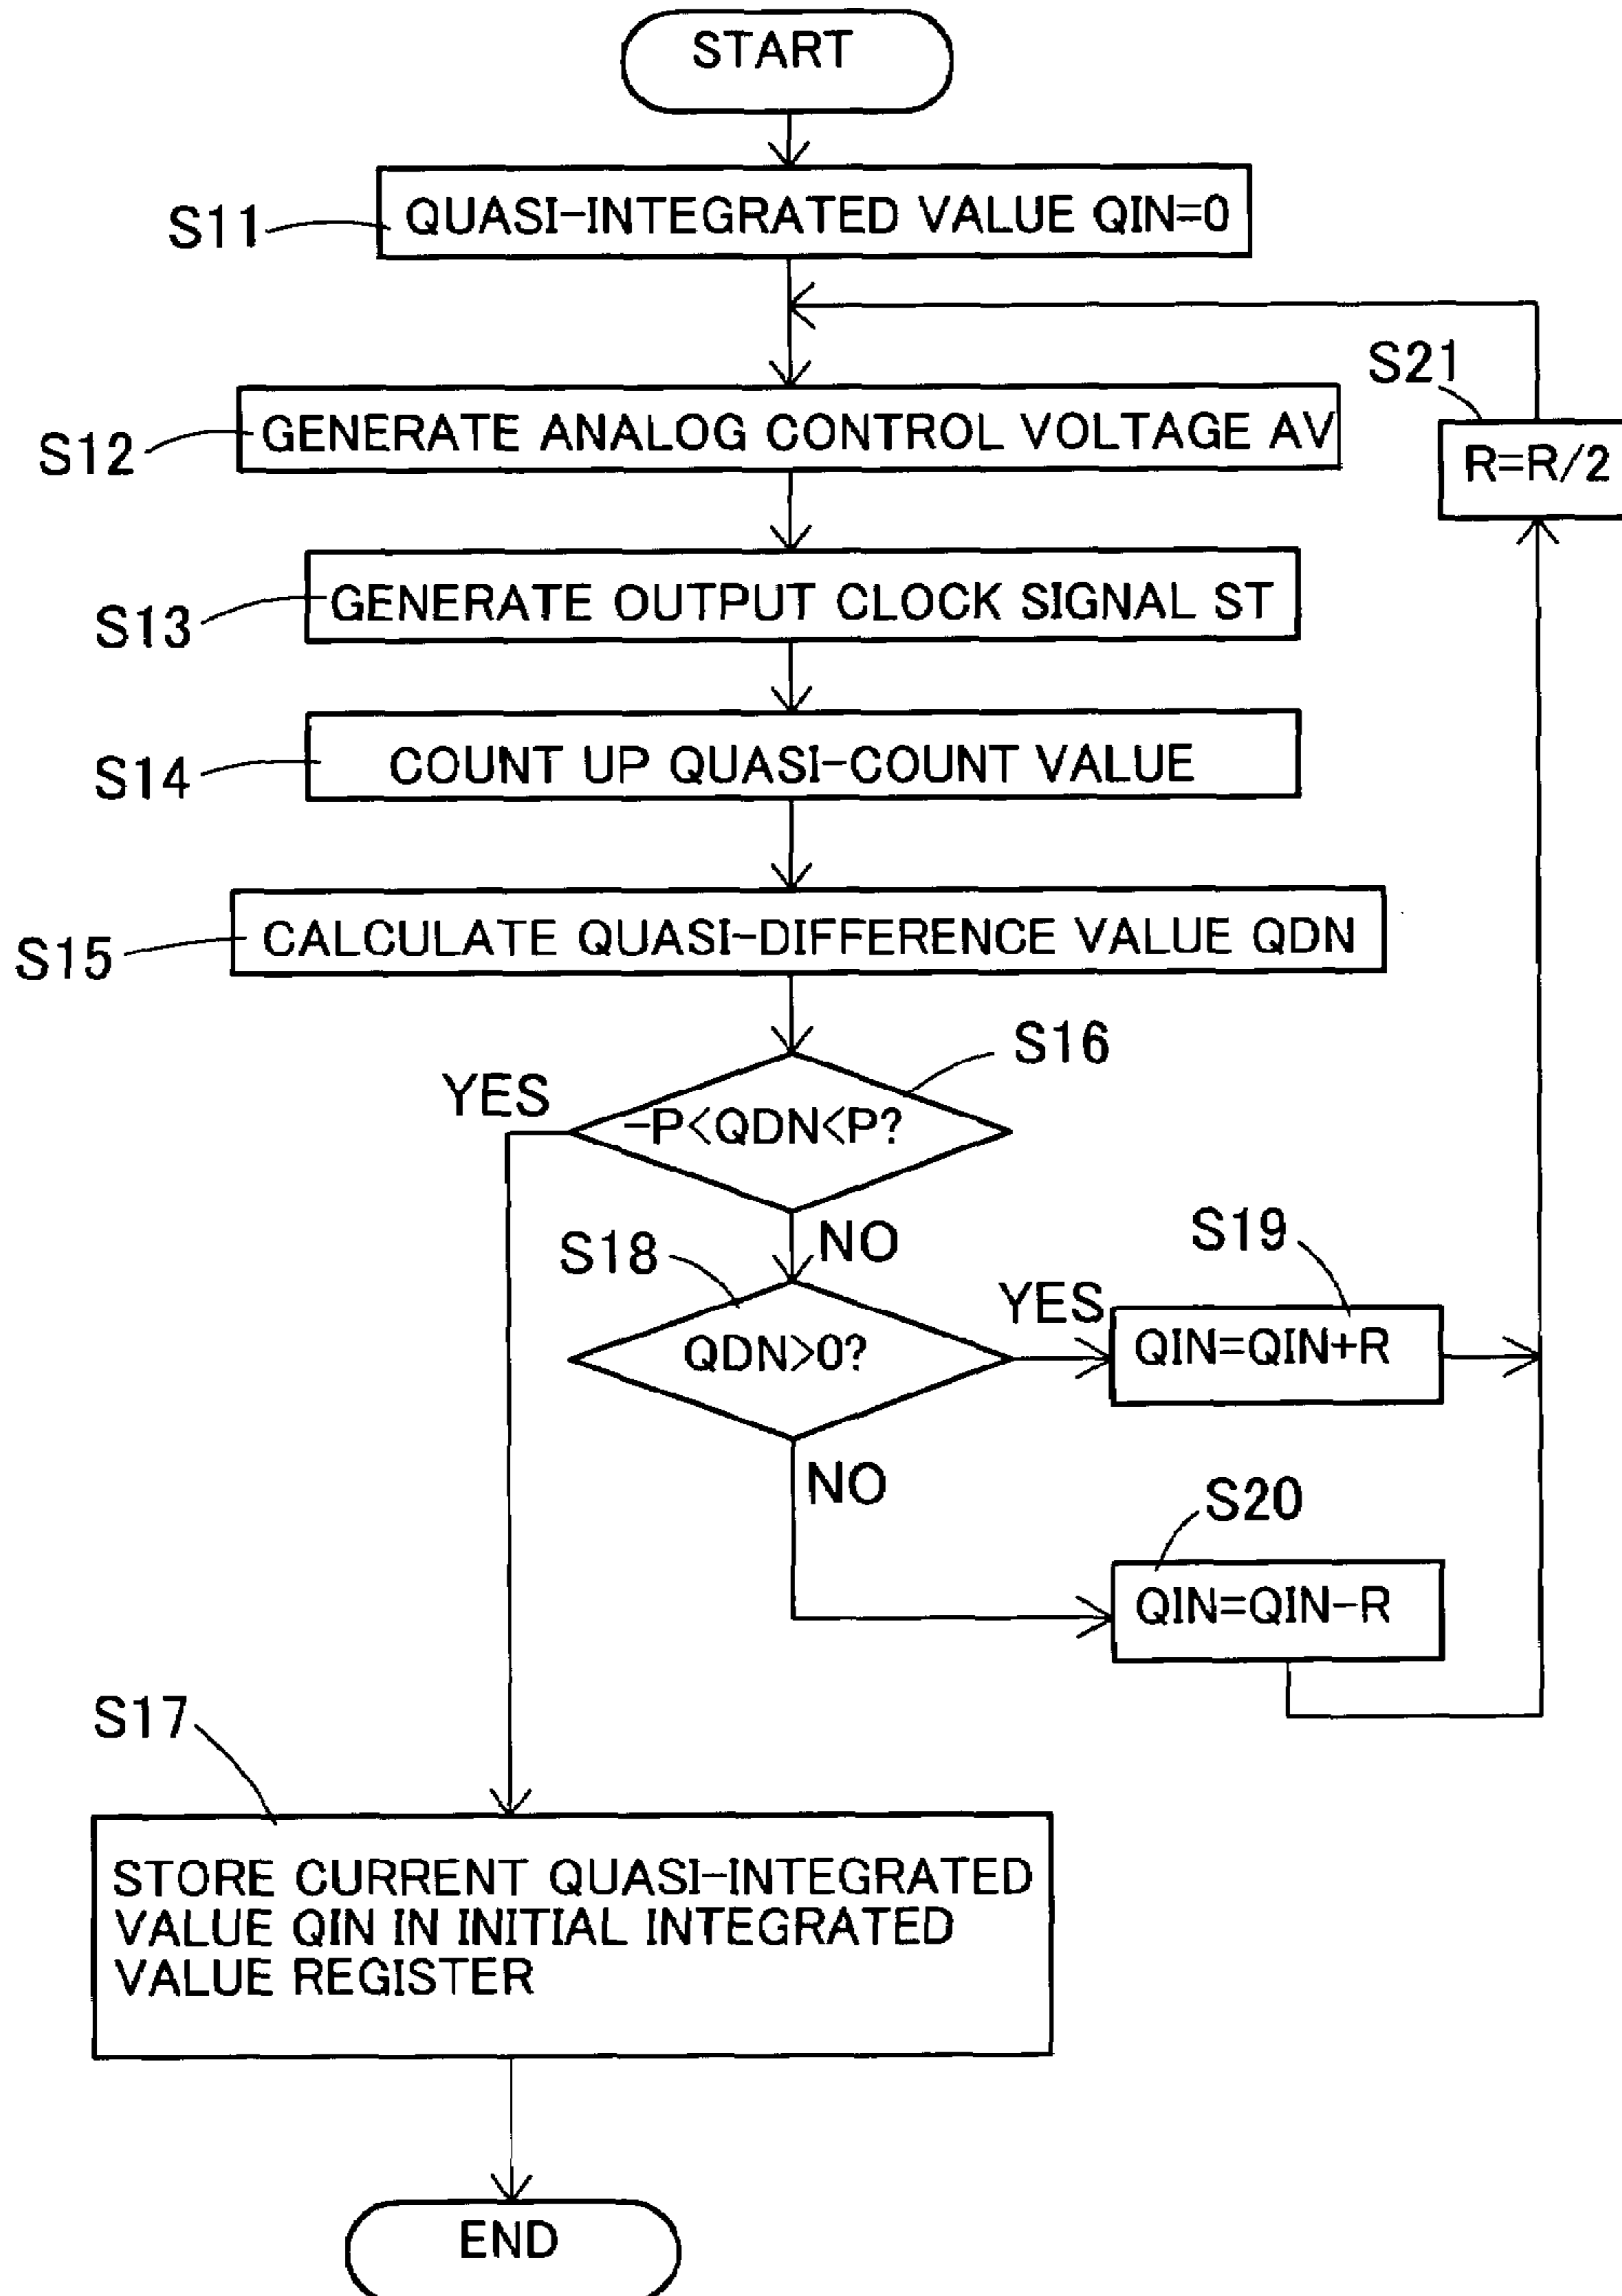 START
S11
QUASI-INTEGRATED VALUE QIN=0
S21
R=R/2
S12
GENERATE ANALOG CONTROL VOLTAGE AV
S13
GENERATE OUTPUT CLOCK SIGNAL ST
S14
COUNT UP QUASI-COUNT VALUE
S15
CALCULATE QUASI-DIFFERENCE VALUE QDN
S16
YES
-P<QDN<P?
NO
S18
S19
YES
QDN>0?
QIN=QIN+R
NO
S20
QIN=QIN-R
S17
STORE CURRENT QUASI-INTEGRATED
VALUE QIN IN INITIAL INTEGRATED
VALUE REGISTER
END